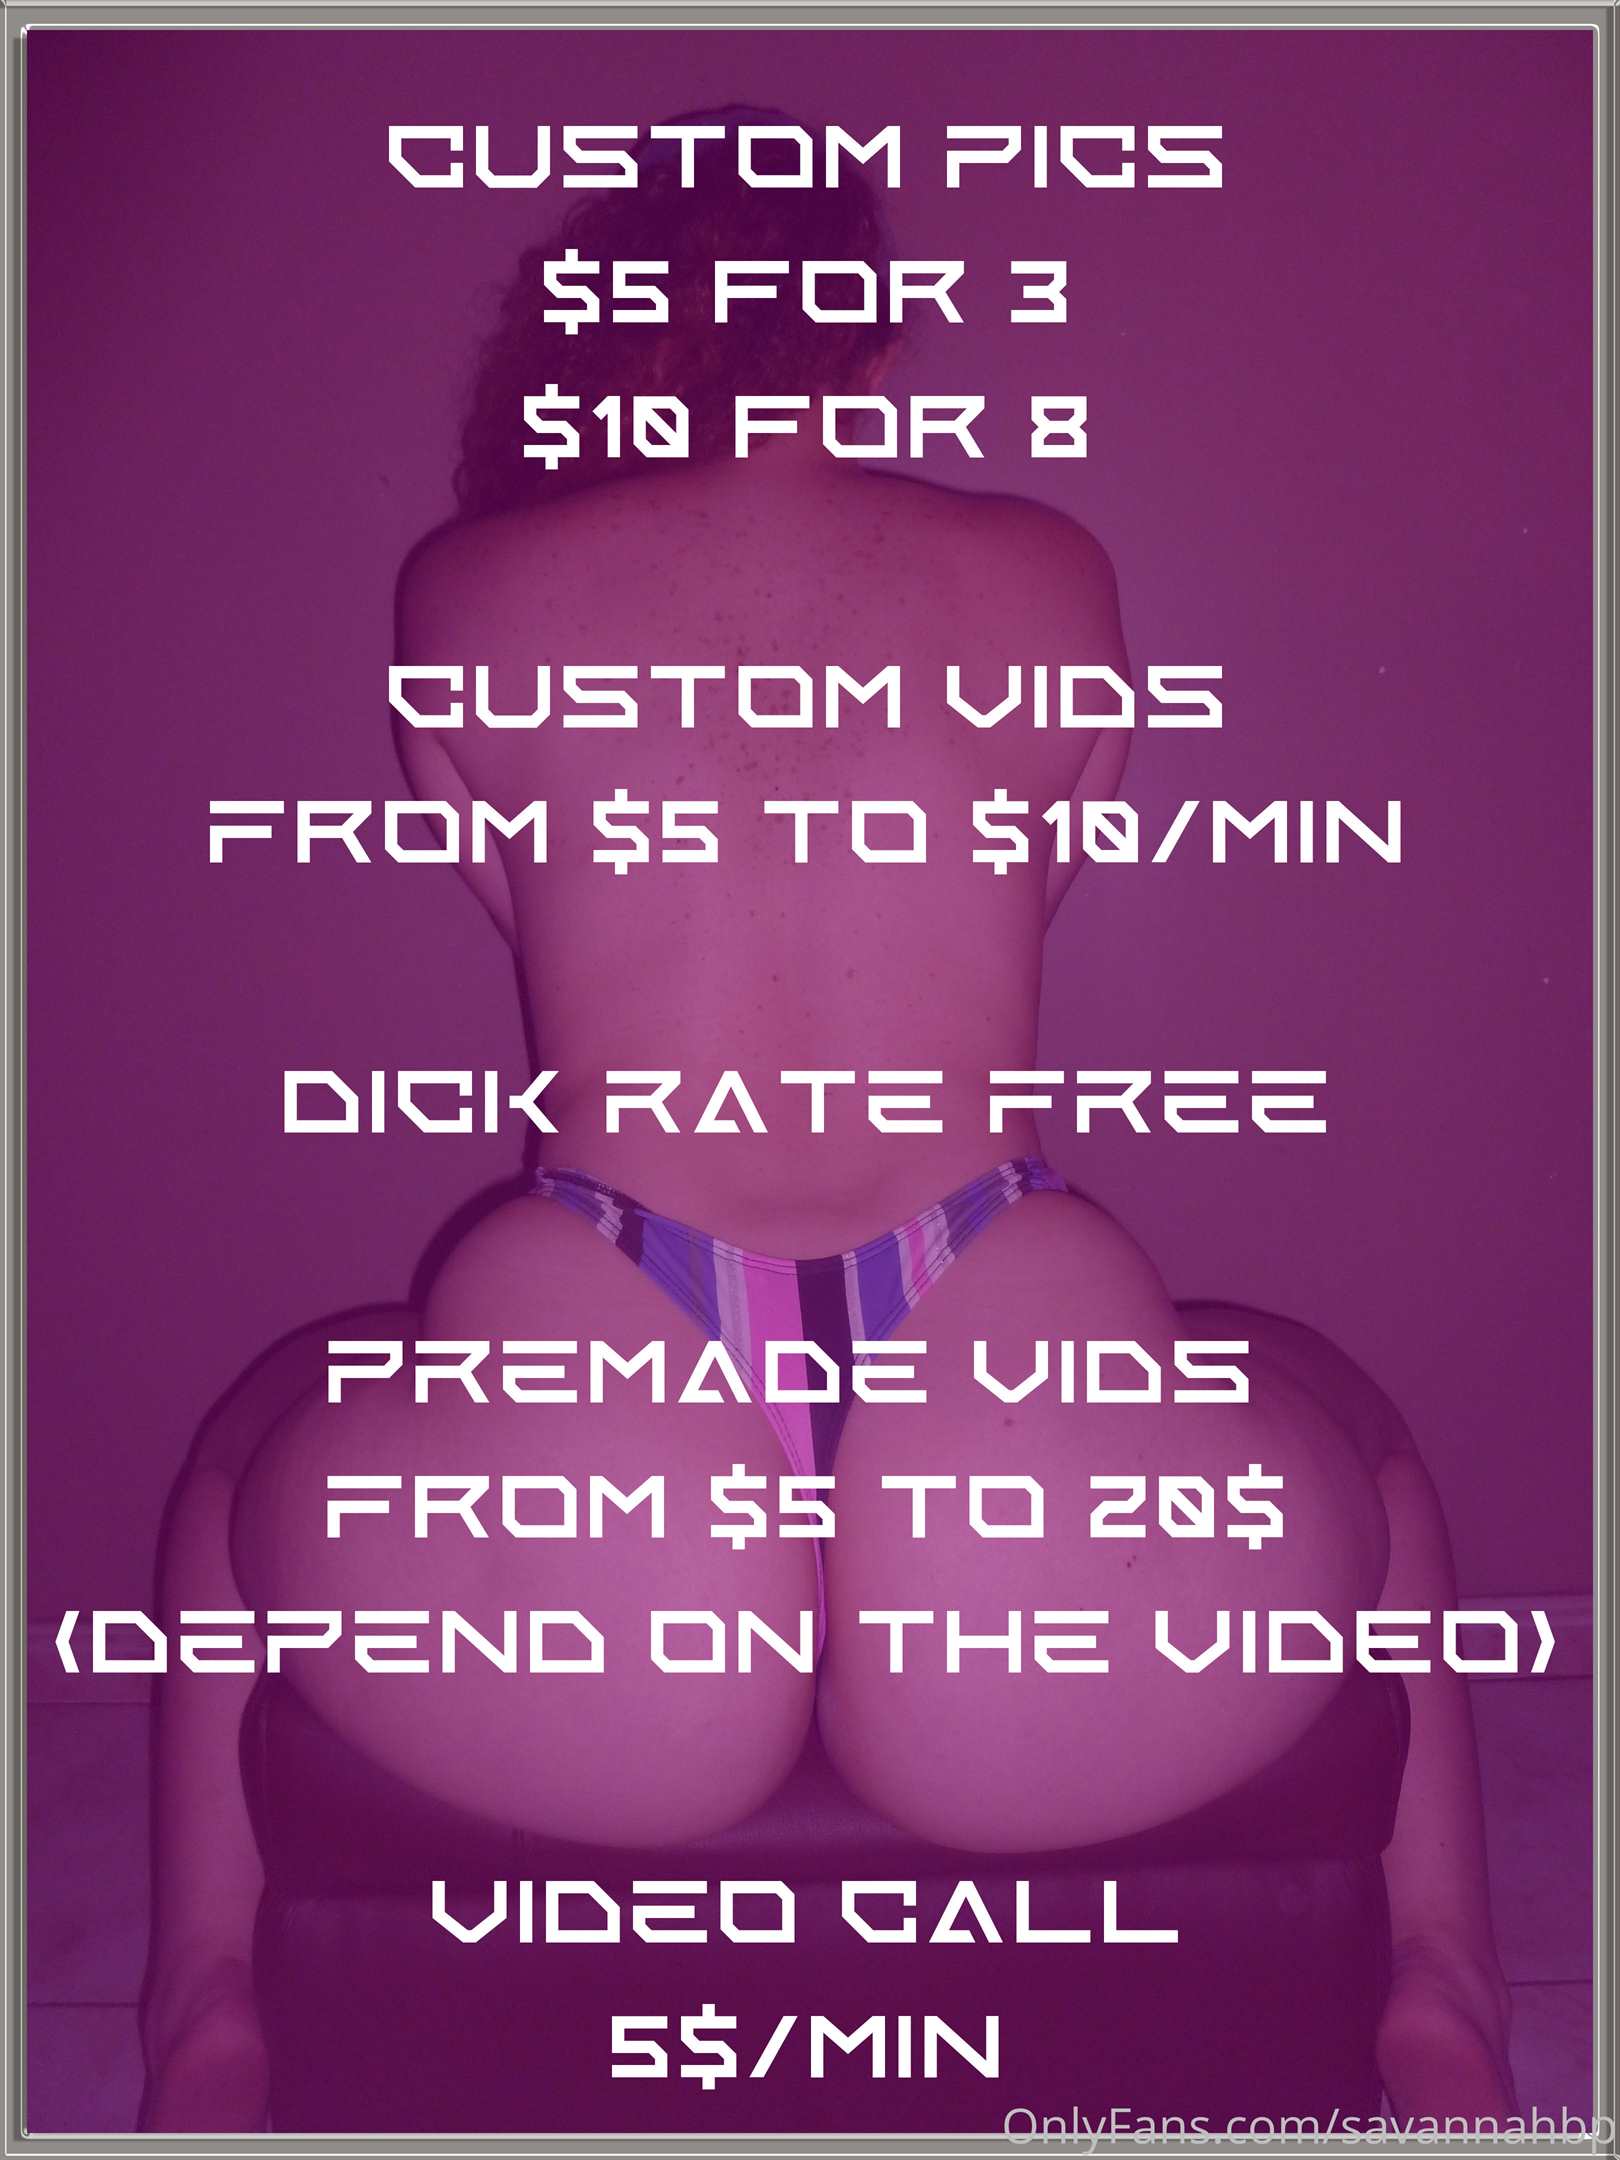 CUSTOM PICS
$5 FOR 3
$10 FOR 8
CUSTOM VIDS
FROM $5 TO $10/MIN
DICK RATE FREE
PREMADE VIDS
FROM $5 TO 20$
(DEPEND ON THE VIDEO)
VIDEO CALL
5$/MIN
OnlyFans.com/savannahbp